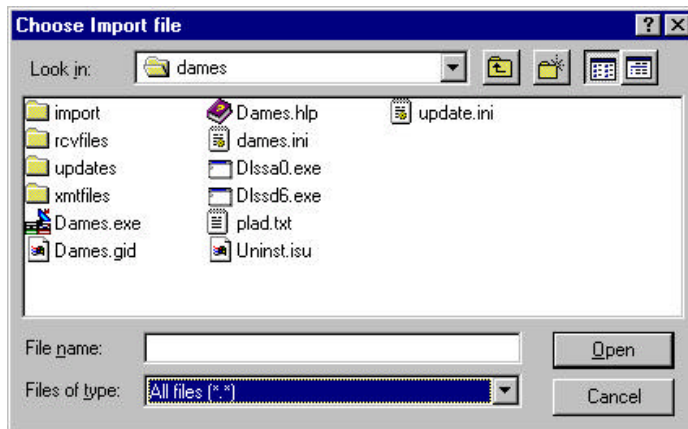 Choose Import file
Look in: dames
import Dames.hlp update.ini
rcvfiles dames.ini
updates Dlssa0.exe
xmtfiles Dlssd6.exe
Dames.exe plad.txt
Dames.gid Uninst.isu
File name: Open
Files of type: All files (*.*) Cancel